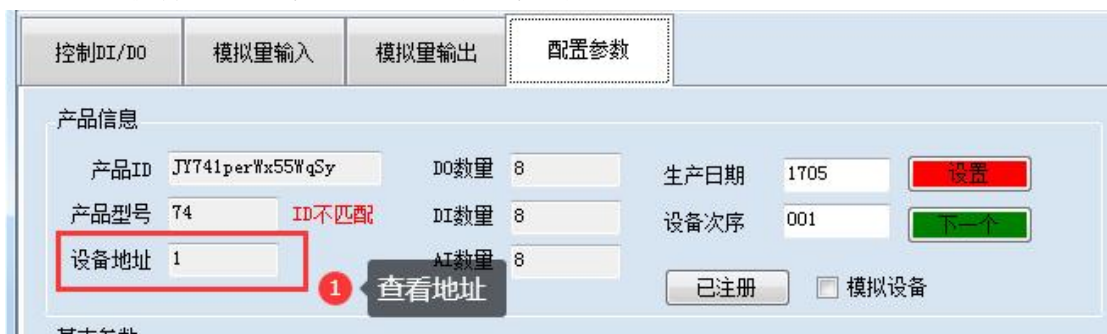 控制DI/DO 模拟量输入 模拟量输出 配置参数
产品信息
产品ID JY741perWx55WqSy DO数量 8 生产日期 1705 设置
产品型号 74 ID不匹配 DI数量 8 设备次序 001 下一个
设备地址 1 AI数量 8
1 查看地址 已注册 模拟设备
基本参数